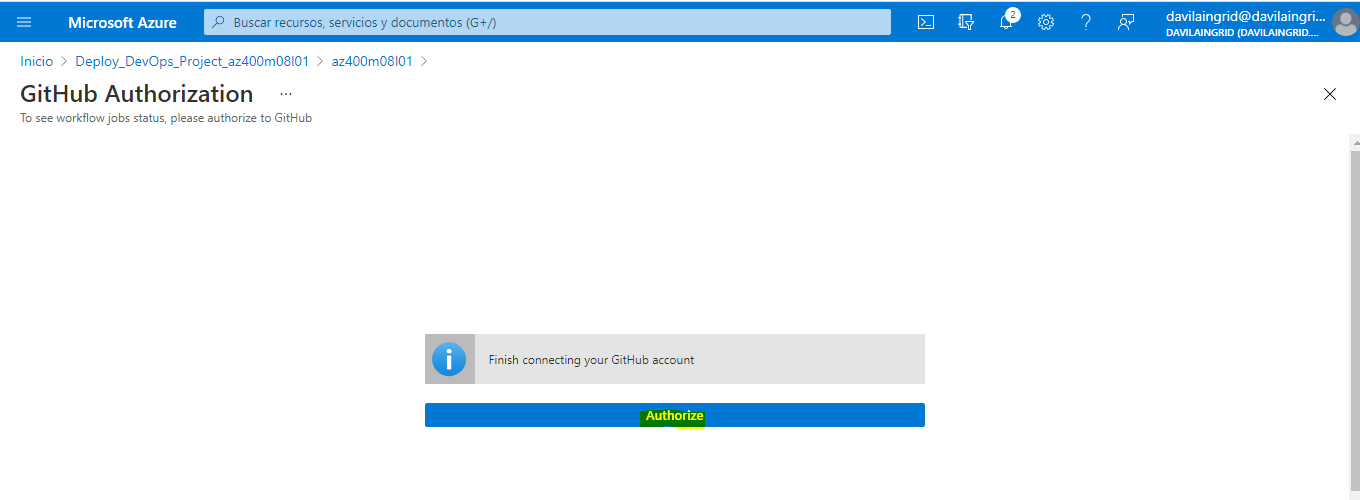 Microsoft Azure
Buscar recursos, servicios y documentos (G+/)
2
davilaingrid@davilaingri...
DAVILAINGRID (DAVILAINGRID....
Inicio > Deploy_DevOps_Project_az400m08l01 > az400m08l01 >
GitHub Authorization ...
To see workflow jobs status, please authorize to GitHub
Finish connecting your GitHub account
Authorize